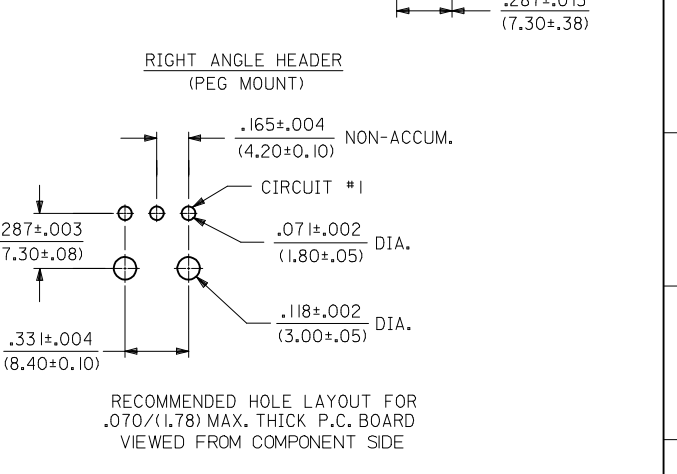 .287±.015
(7.30±.38)
RIGHT ANGLE HEADER
(PEG MOUNT)
.165±.004
(4.20±0.10)
NON-ACCUM.
CIRCUIT #1
287±.003
7.30±.08)
.071±.002
(1.80±.05)
DIA.
.118±.002
(3.00±.05)
DIA.
.331±.004
(8.40±0.10)
RECOMMENDED HOLE LAYOUT FOR
.070/(1.78) MAX. THICK P.C. BOARD
VIEWED FROM COMPONENT SIDE